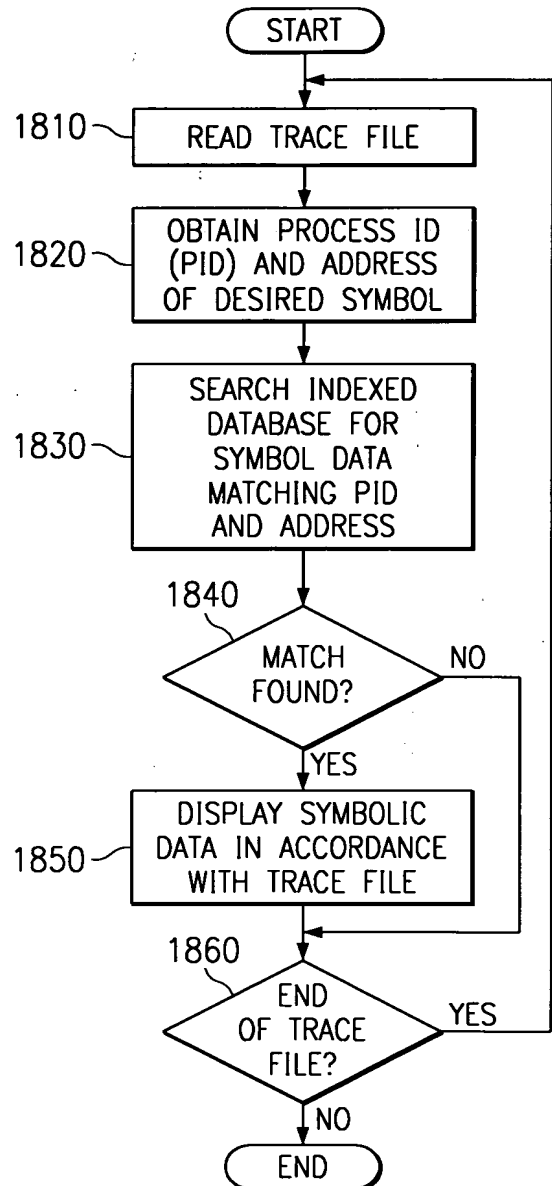 START
1810
READ TRACE FILE
1820
OBTAIN PROCESS ID
(PID) AND ADDRESS
OF DESIRED SYMBOL
1830
SEARCH INDEXED
DATABASE FOR
SYMBOL DATA
MATCHING PID
AND ADDRESS
1840
MATCH
FOUND?
NO
YES
1850
DISPLAY SYMBOLIC
DATA IN ACCORDANCE
WITH TRACE FILE
1860
END
OF TRACE
FILE?
YES
NO
END